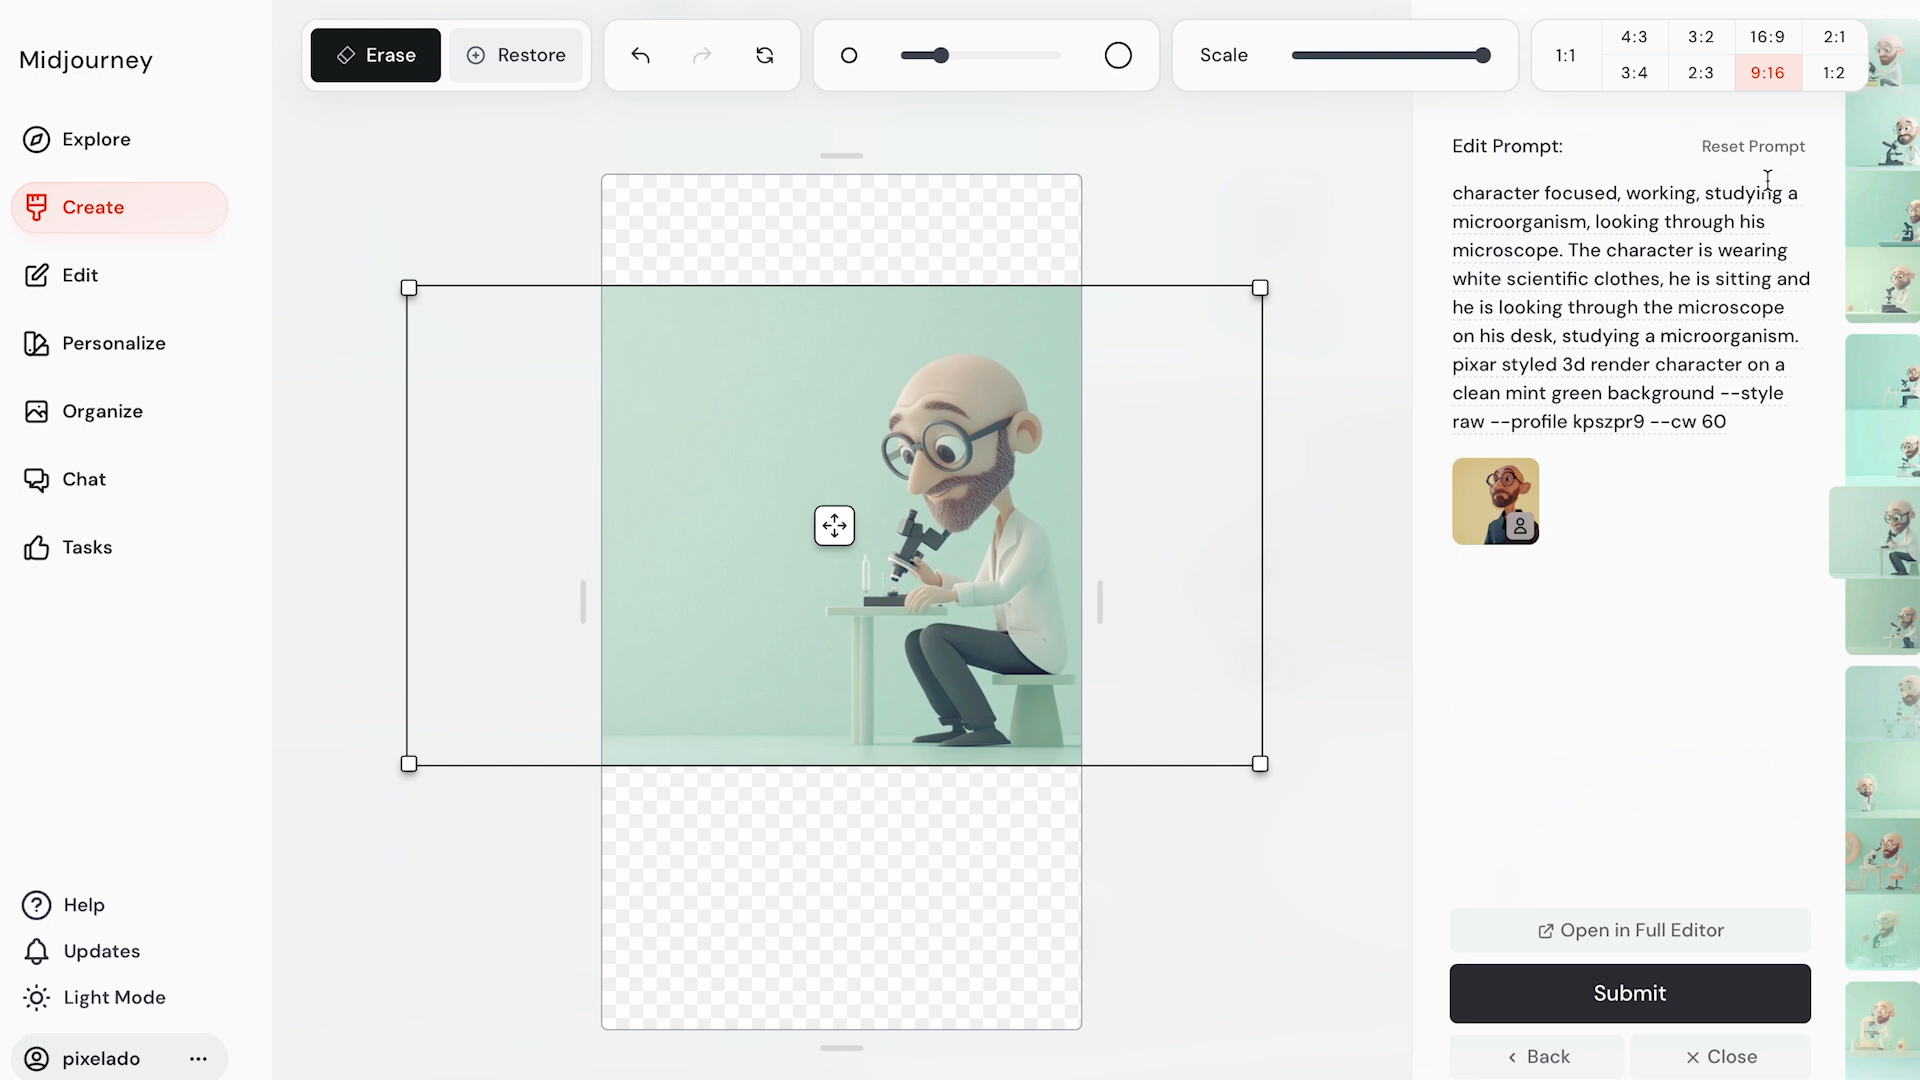 Midjourney
Explore
Create
Edit
Personalize
Organize
Chat
Tasks
Help
Updates
Light Mode
pixelado
Erase
Restore
Scale
1:1
4:3 3:2 16:9 2:1
3:4 2:3 9:16 1:2
Edit Prompt: Reset Prompt
character focused, working, studying a
microorganism, looking through his
microscope. The character is wearing
white scientific clothes, he is sitting and
he is looking through the microscope
on his desk, studying a microorganism.
pixar styled 3d render character on a
clean mint green background --style
raw --profile kpszpr9 --cw 60
Open in Full Editor
Submit
Back
Close